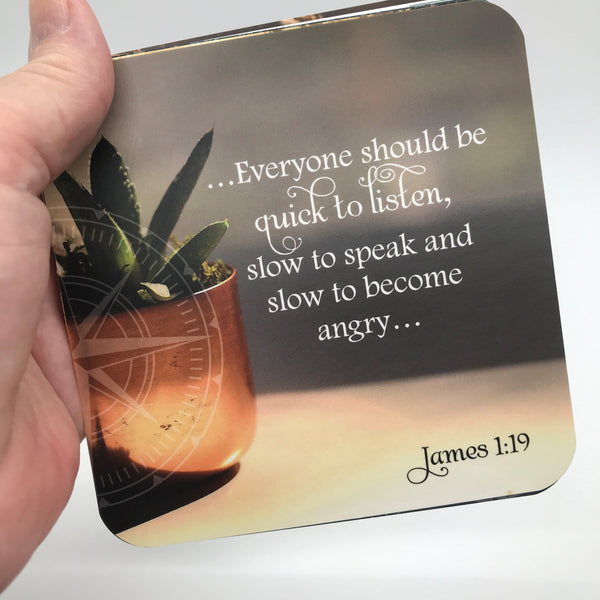 ...Everyone should be
quick to listen,
slow to speak and
slow to become
angry...
James 1:19